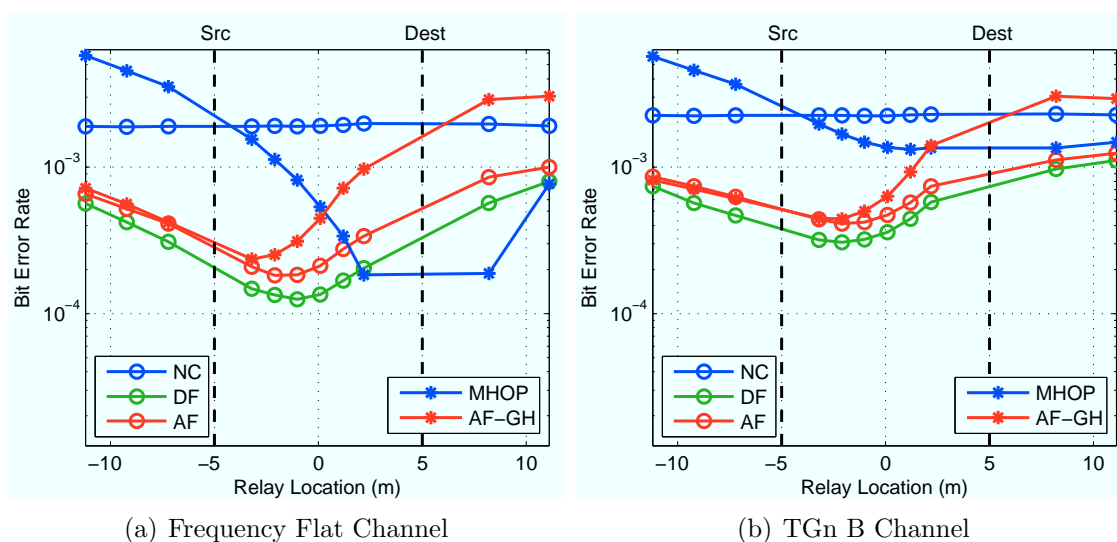 Src Dest
10^−3
10^−4
Bit Error Rate
NC
DF
AF
MHOP
AF−GH
−10 −5 0 5 10
Relay Location (m)
(a) Frequency Flat Channel
Src Dest
10^−3
10^−4
Bit Error Rate
NC
DF
AF
MHOP
AF−GH
−10 −5 0 5 10
Relay Location (m)
(b) TGn B Channel